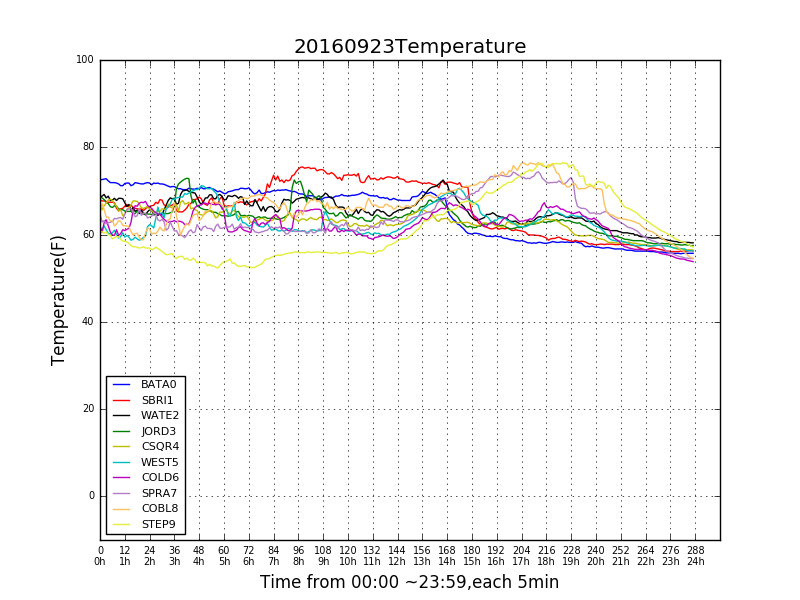 20160923Temperature
100
80
60
40
20
0
Temperature(F)
BATA0
SBRI1
WATE2
JORD3
CSQR4
WEST5
COLD6
SPRA7
COBL8
STEP9
0 12 24 36 48 60 72 84 96 108 120 132 144 156 168 180 192 204 216 228 240 252 264 276 288
0h 1h 2h 3h 4h 5h 6h 7h 8h 9h 10h 11h 12h 13h 14h 15h 16h 17h 18h 19h 20h 21h 22h 23h 24h
Time from 00:00 ~23:59,each 5min